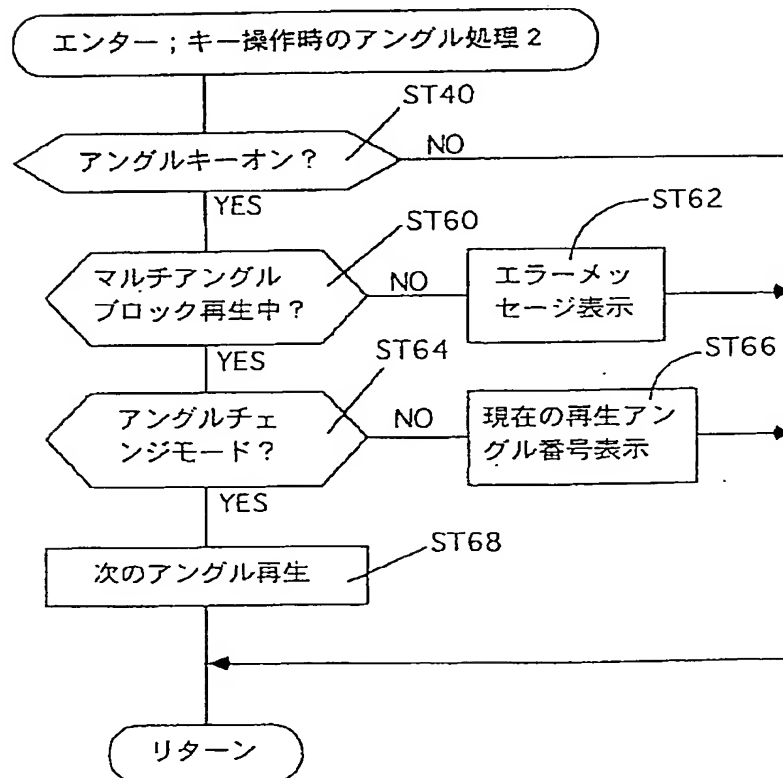 エンター；キー操作時のアングル処理２
ST40
アングルキーオン？
NO
YES
ST60
マルチアングル
ブロック再生中？
NO
ST62
エラーメッ
セージ表示
YES
ST64
アングルチェ
ンジモード？
NO
ST66
現在の再生アン
グル番号表示
YES
ST68
次のアングル再生
リターン